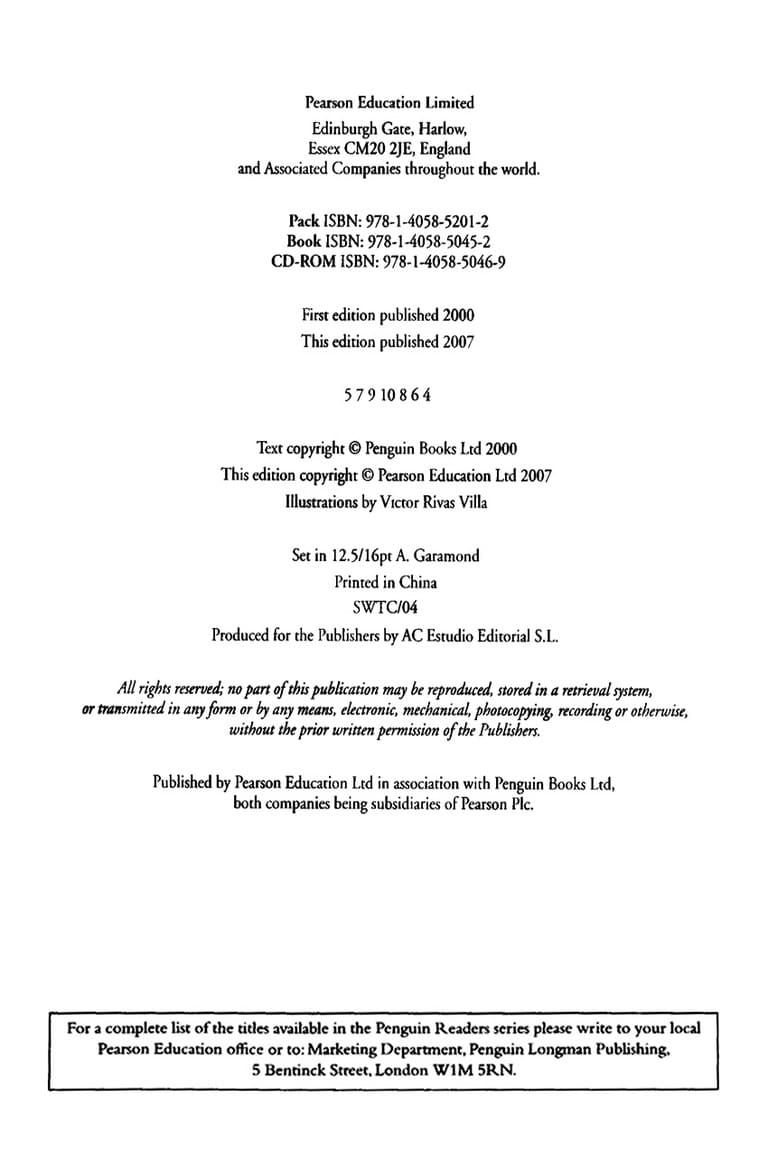 Pearson Education Limited
Edinburgh Gate, Harlow,
Essex CM20 2JE, England
and Associated Companies throughout the world.
Pack ISBN: 978-1-4058-5201-2
Book ISBN: 978-1-4058-5045-2
CD-ROM ISBN: 978-1-4058-5046-9
First edition published 2000
This edition published 2007
5 7 9 10 8 6 4
Text copyright © Penguin Books Ltd 2000
This edition copyright © Pearson Education Ltd 2007
Illustrations by Victor Rivas Villa
Set in 12.5/16pt A. Garamond
Printed in China
SWTC/04
Produced for the Publishers by AC Estudio Editorial S.L.
All rights reserved; no part of this publication may be reproduced, stored in a retrieval system,
or transmitted in any form or by any means, electronic, mechanical, photocopying, recording or otherwise,
without the prior written permission of the Publishers.
Published by Pearson Education Ltd in association with Penguin Books Ltd,
both companies being subsidiaries of Pearson Plc.
For a complete list of the titles available in the Penguin Readers series please write to your local
Pearson Education office or to: Marketing Department, Penguin Longman Publishing,
5 Bentinck Street, London W1M 5RN.